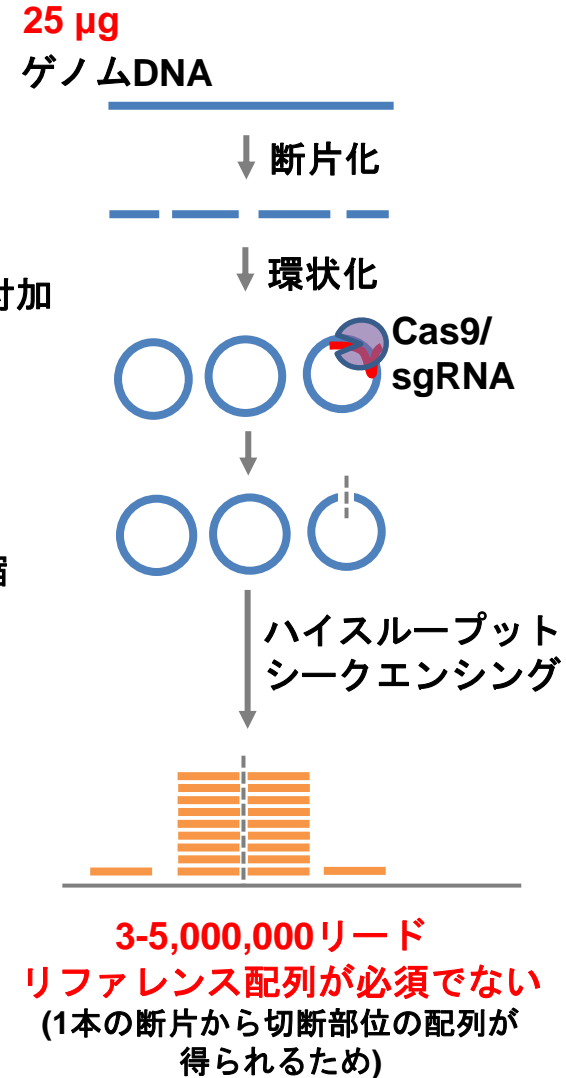 25 μg
ゲノムDNA
断片化
環状化
付加
Cas9/
sgRNA
ハイスループット
シークエンシング
3-5,000,000リード
リファレンス配列が必須でない
(1本の断片から切断部位の配列が
得られるため)